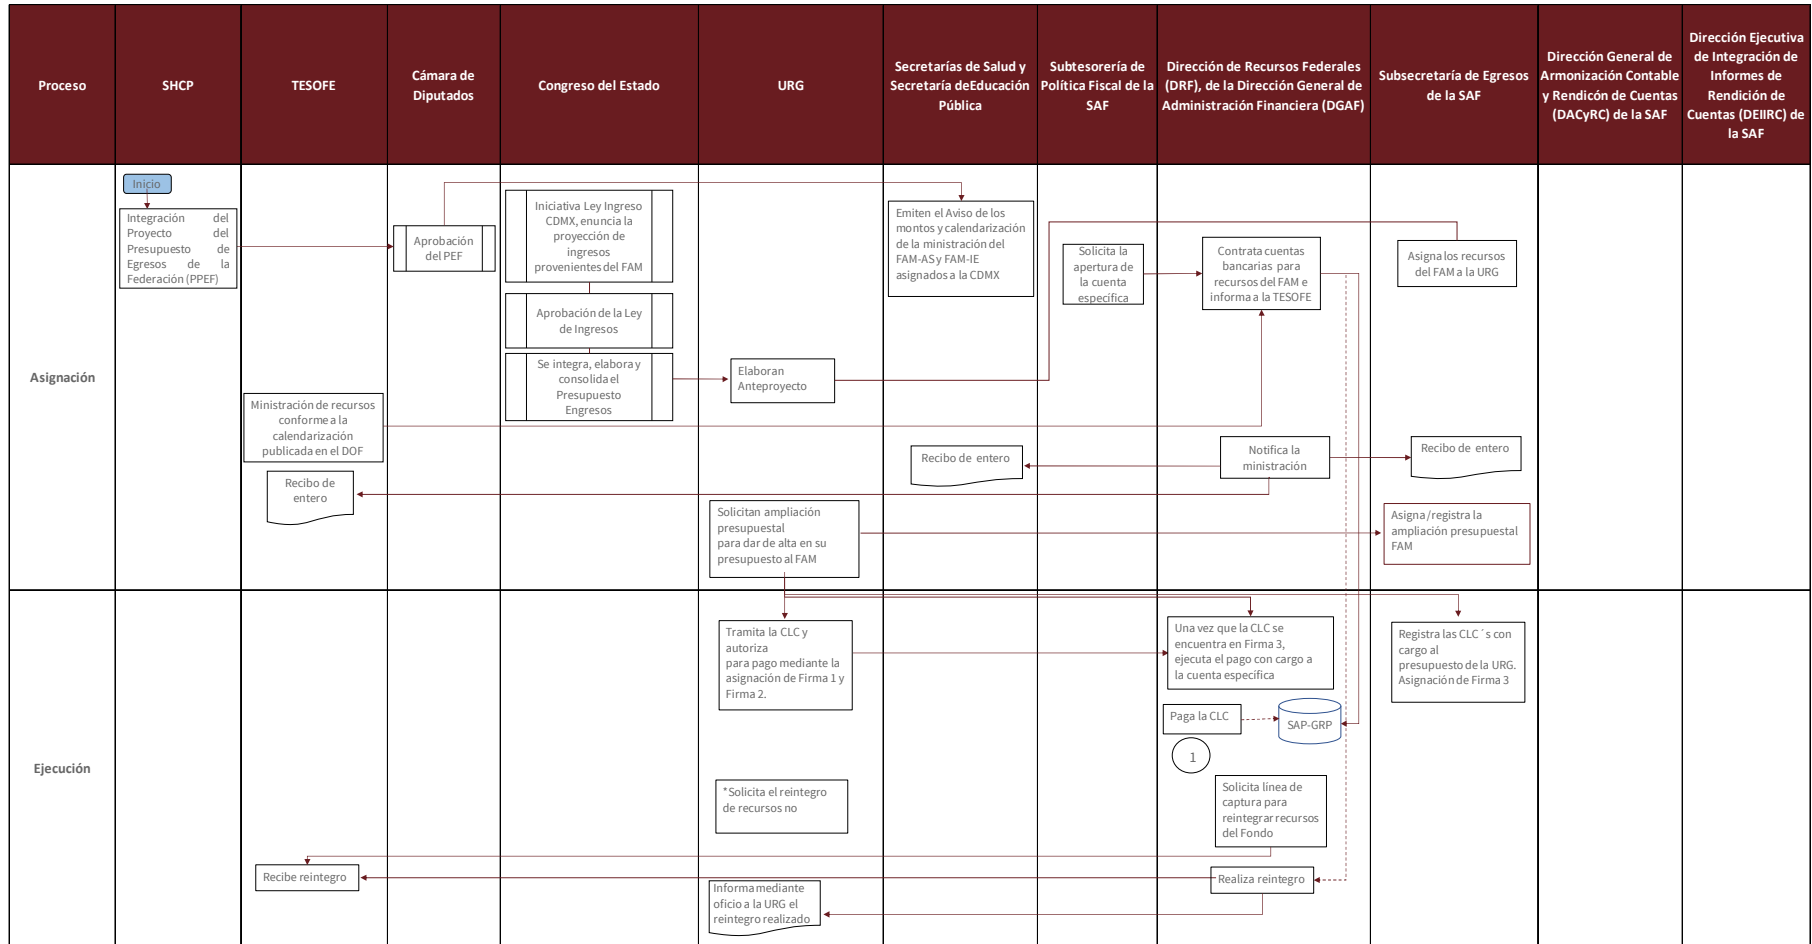 Proceso
SHCP
TESOFE
Cámara de
Diputados
Congreso del Estado
URG
Secretarías de Salud y
Secretaría deEducación
Pública
Subtesorería de
Política Fiscal de la
SAF
Dirección de Recursos Federales
(DRF), de la Dirección General de
Administración Financiera (DGAF)
Subsecretaría de Egresos
de la SAF
Dirección General de
Armonización Contable
y Rendicón de Cuentas
(DACyRC) de la SAF
Dirección Ejecutiva
de Integración de
Informes de
Rendición de
Cuentas (DEIIRC) de
la SAF
Asignación
Inicio
Integración del
Proyecto del
Presupuesto de
Egresos de la
Federación (PPEF)
Aprobación
del PEF
Iniciativa Ley Ingreso
CDMX, enuncia la
proyección de
ingresos
provenientes del FAM
Aprobación de la Ley
de Ingresos
Se integra, elabora y
consolida el
Presupuesto
Engresos
Elaboran
Anteproyecto
Emiten el Aviso de los
montos y calendarización
de la ministración del
FAM-AS y FAM-IE
asignados a la CDMX
Solicita la
apertura de
la cuenta
específica
Contrata cuentas
bancarias para
recursos del FAM e
informa a la TESOFE
Asigna los recursos
del FAM a la URG
Ministración de recursos
conforme a la
calendarización
publicada en el DOF
Recibo de
entero
Recibo de entero
Notifica la
ministración
Recibo de entero
Solicitan ampliación
presupuestal
para dar de alta en su
presupuesto al FAM
Asigna/registra la
ampliación presupuestal
FAM
Ejecución
Tramita la CLC y
autoriza
para pago mediante la
asignación de Firma 1 y
Firma 2.
Una vez que la CLC se
encuentra en Firma 3,
ejecuta el pago con cargo a
la cuenta específica
Registra las CLC´s con
cargo al
presupuesto de la URG.
Asignación de Firma 3
Paga la CLC
SAP-GRP
1
*Solicita el reintegro
de recursos no
Solicita línea de
captura para
reintegrar recursos
del Fondo
Recibe reintegro
Realiza reintegro
Informa mediante
oficio a la URG el
reintegro realizado